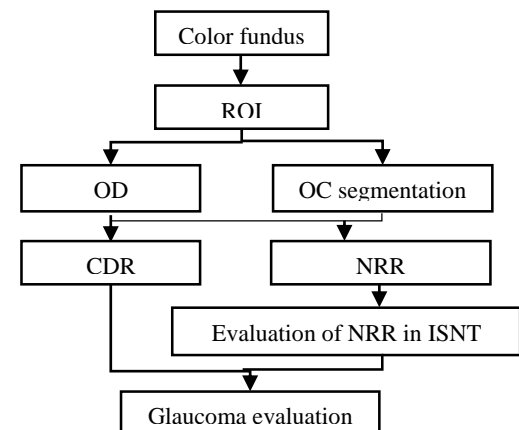 Color fundus
ROI
OD
OC segmentation
CDR
NRR
Evaluation of NRR in ISNT
Glaucoma evaluation